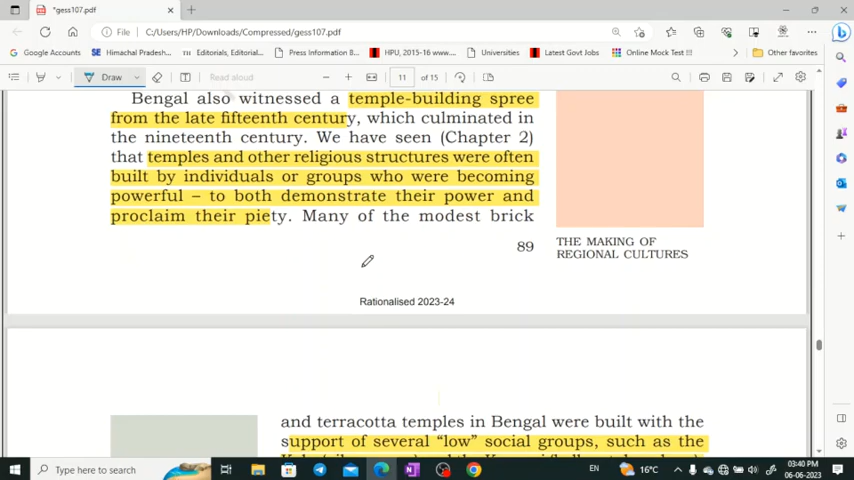 *gess107.pdf
File
C:/Users/HP/Downloads/Compressed/gess107.pdf
Google Accounts
Himachal Pradesh...
Editorials, Editorial...
Press Information B...
HPU, 2015-16 www....
Universities
Latest Govt Jobs
Online Mock Test !!!
Other favorites
Draw
Read aloud
11
of 15
Bengal also witnessed a temple-building spree
from the late fifteenth century, which culminated in
the nineteenth century. We have seen (Chapter 2)
that temples and other religious structures were often
built by individuals or groups who were becoming
powerful – to both demonstrate their power and
proclaim their piety. Many of the modest brick
89
THE MAKING OF
REGIONAL CULTURES
Rationalised 2023-24
and terracotta temples in Bengal were built with the
support of several “low” social groups, such as the
Type here to search
16°C
EN
03:40 PM
06-06-2023